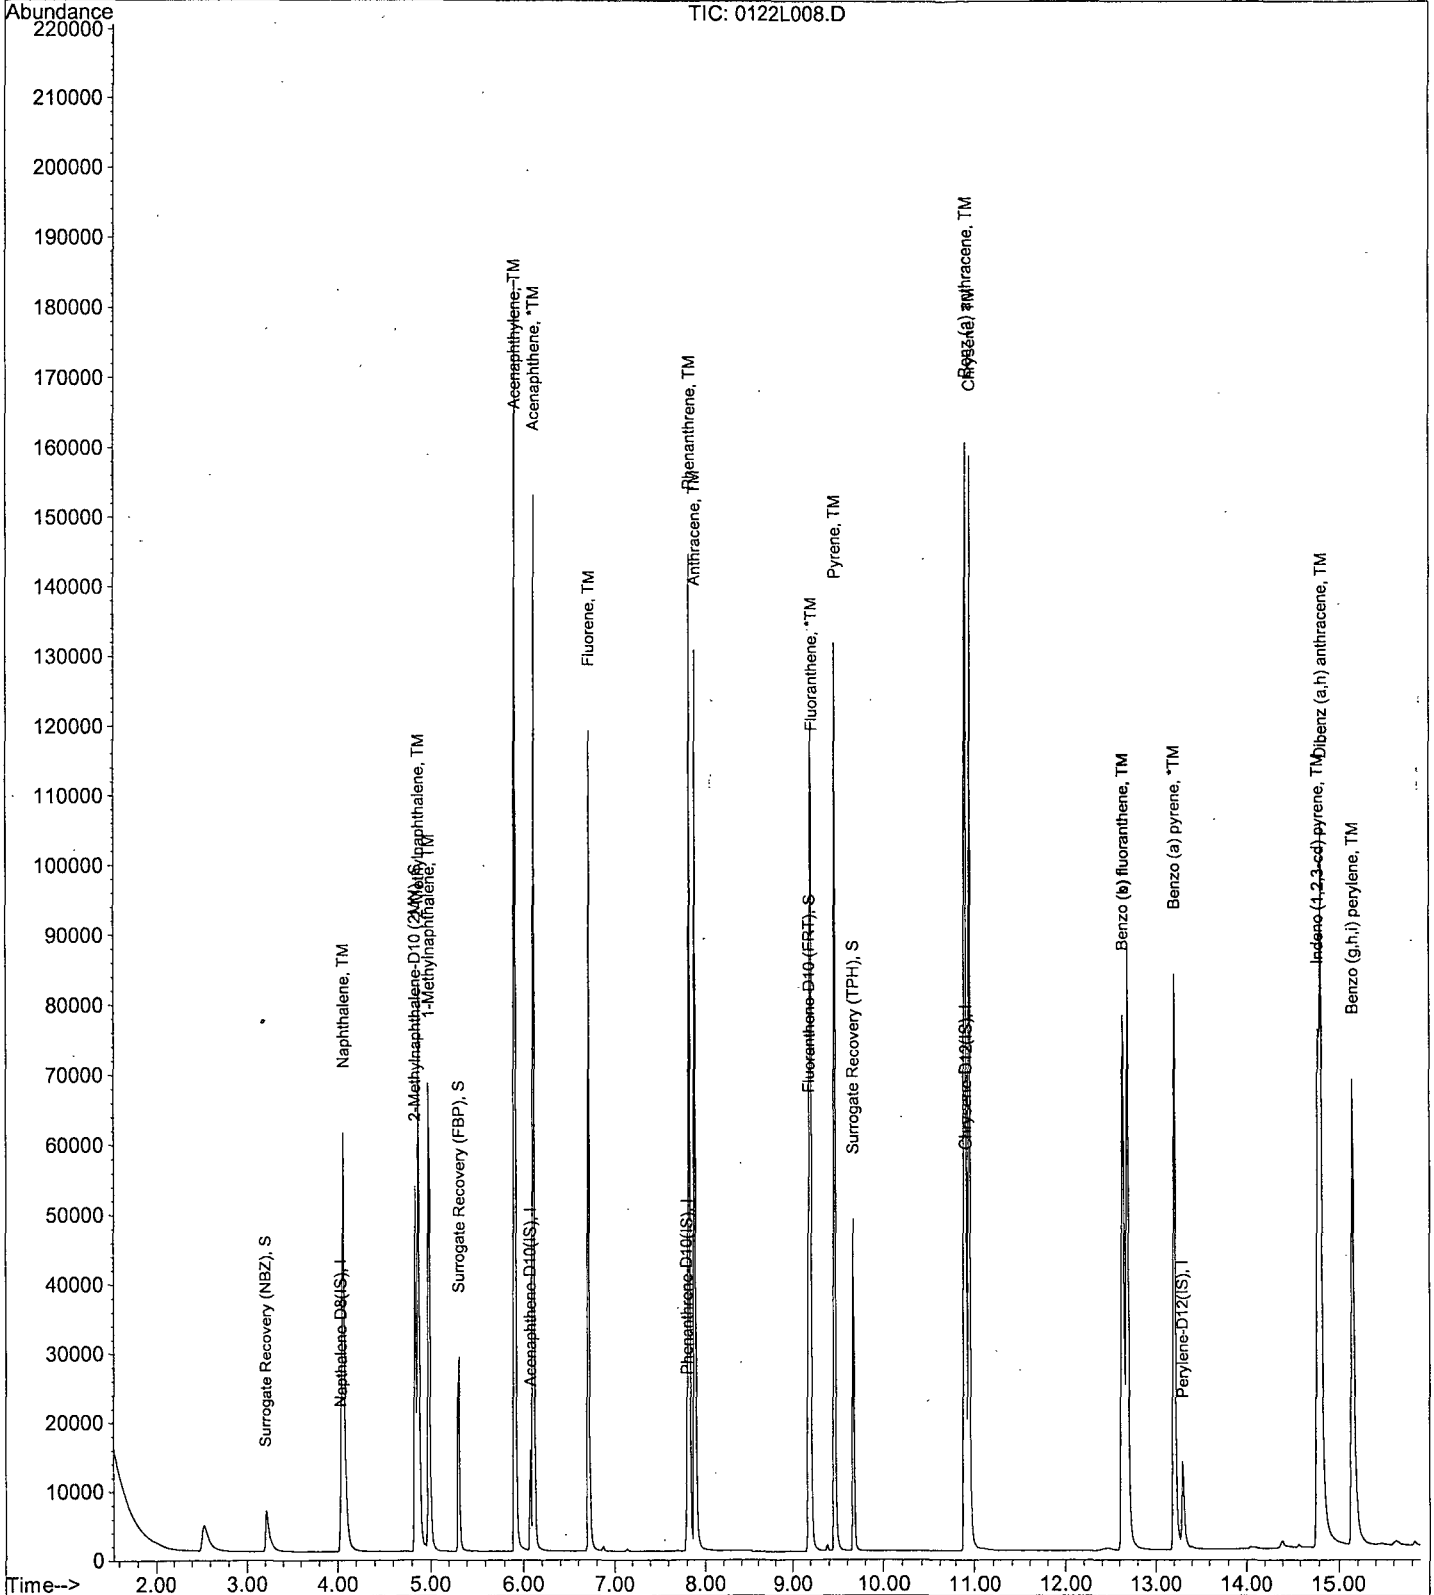 Abundance
TIC: 0122L008.D
220000
210000
200000
190000
180000
170000
160000
150000
140000
130000
120000
110000
100000
90000
80000
70000
60000
50000
40000
30000
20000
10000
0
Surrogate Recovery (NBZ), S
Napthalene-D8(IS), I
Naphthalene, TM
2-Methylnaphthalene-D10 (2MN), S
2-Methylnaphthalene, TM
1-Methylnaphthalene, TM
Surrogate Recovery (FBP), S
Acenaphthylene, TM
Acenaphthene-D10(IS), I
Acenaphthene, *TM
Fluorene, TM
Phenanthrene-D10(IS), I
Phenanthrene, TM
Anthracene, TM
Fluoranthene-D10 (FRT), S
Fluoranthene, *TM
Pyrene, TM
Surrogate Recovery (TPH), S
Chrysene-D12(IS), I
Benz (a) anthracene, TM
Chrysene, TM
Benzo (b) fluoranthene, TM
Benzo (a) pyrene, *TM
Perylene-D12(IS), I
Indeno (1,2,3-cd) pyrene, TM
Dibenz (a,h) anthracene, TM
Benzo (g,h,i) perylene, TM
Time--> 2.00 3.00 4.00 5.00 6.00 7.00 8.00 9.00 10.00 11.00 12.00 13.00 14.00 15.00